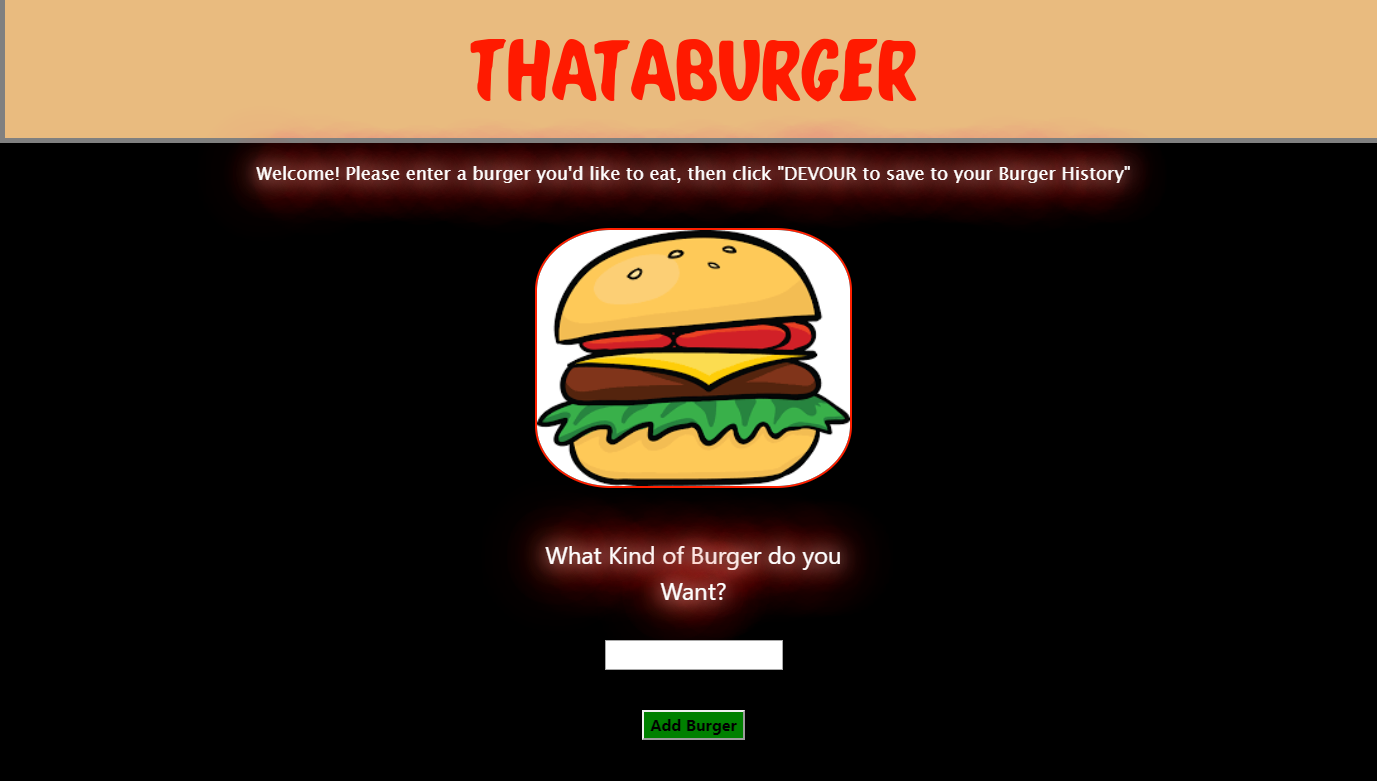 THATABURGER
Welcome! Please enter a burger you'd like to eat, then click "DEVOUR to save to your Burger History"
What Kind of Burger do you
Want?
Add Burger